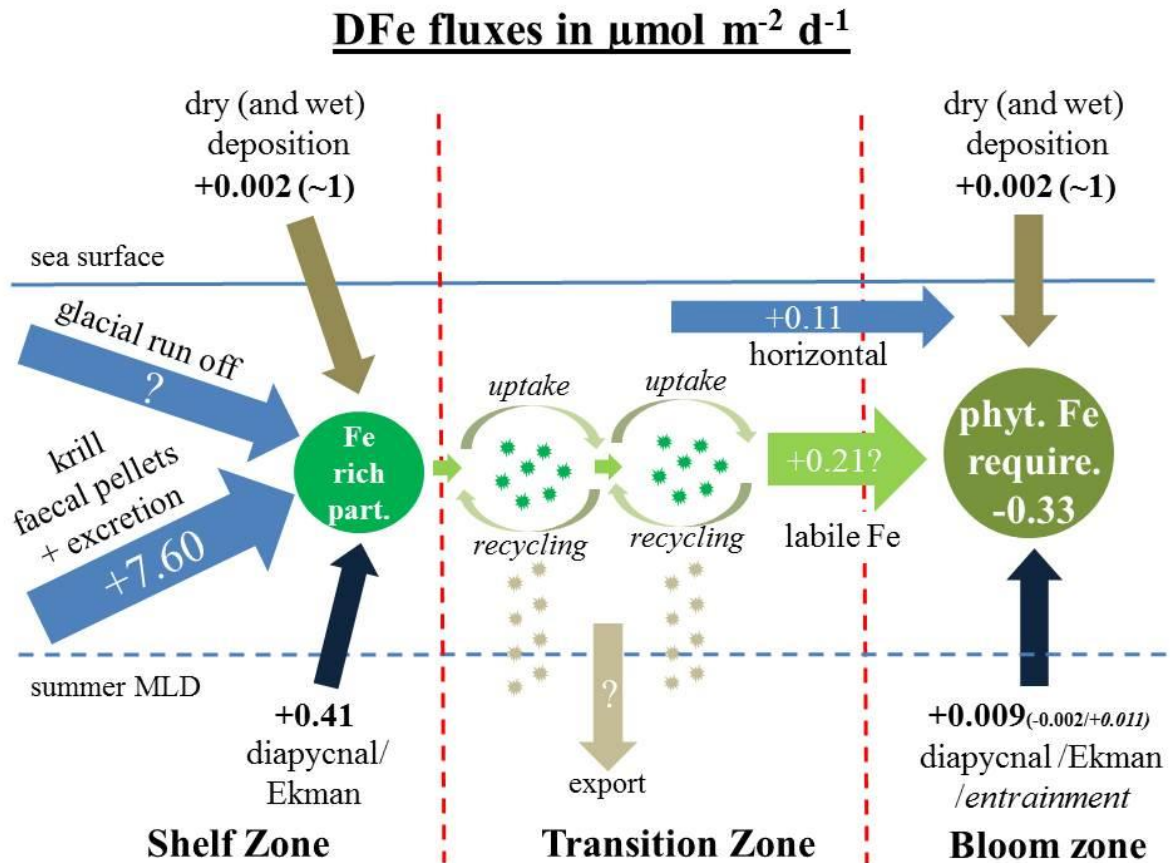 DFe fluxes in µmol m-2 d-1
dry (and wet)
deposition
+0.002 (~1)
dry (and wet)
deposition
+0.002 (~1)
sea surface
glacial run off
?
krill
faecal pellets
+ excretion
+7.60
Fe
rich
part.
uptake
recycling
uptake
recycling
+0.11
horizontal
+0.21?
labile Fe
phyt. Fe
require.
-0.33
summer MLD
+0.41
diapycnal/
Ekman
?
export
+0.009(-0.002/+0.011)
diapycnal /Ekman
/entrainment
Shelf Zone
Transition Zone
Bloom zone